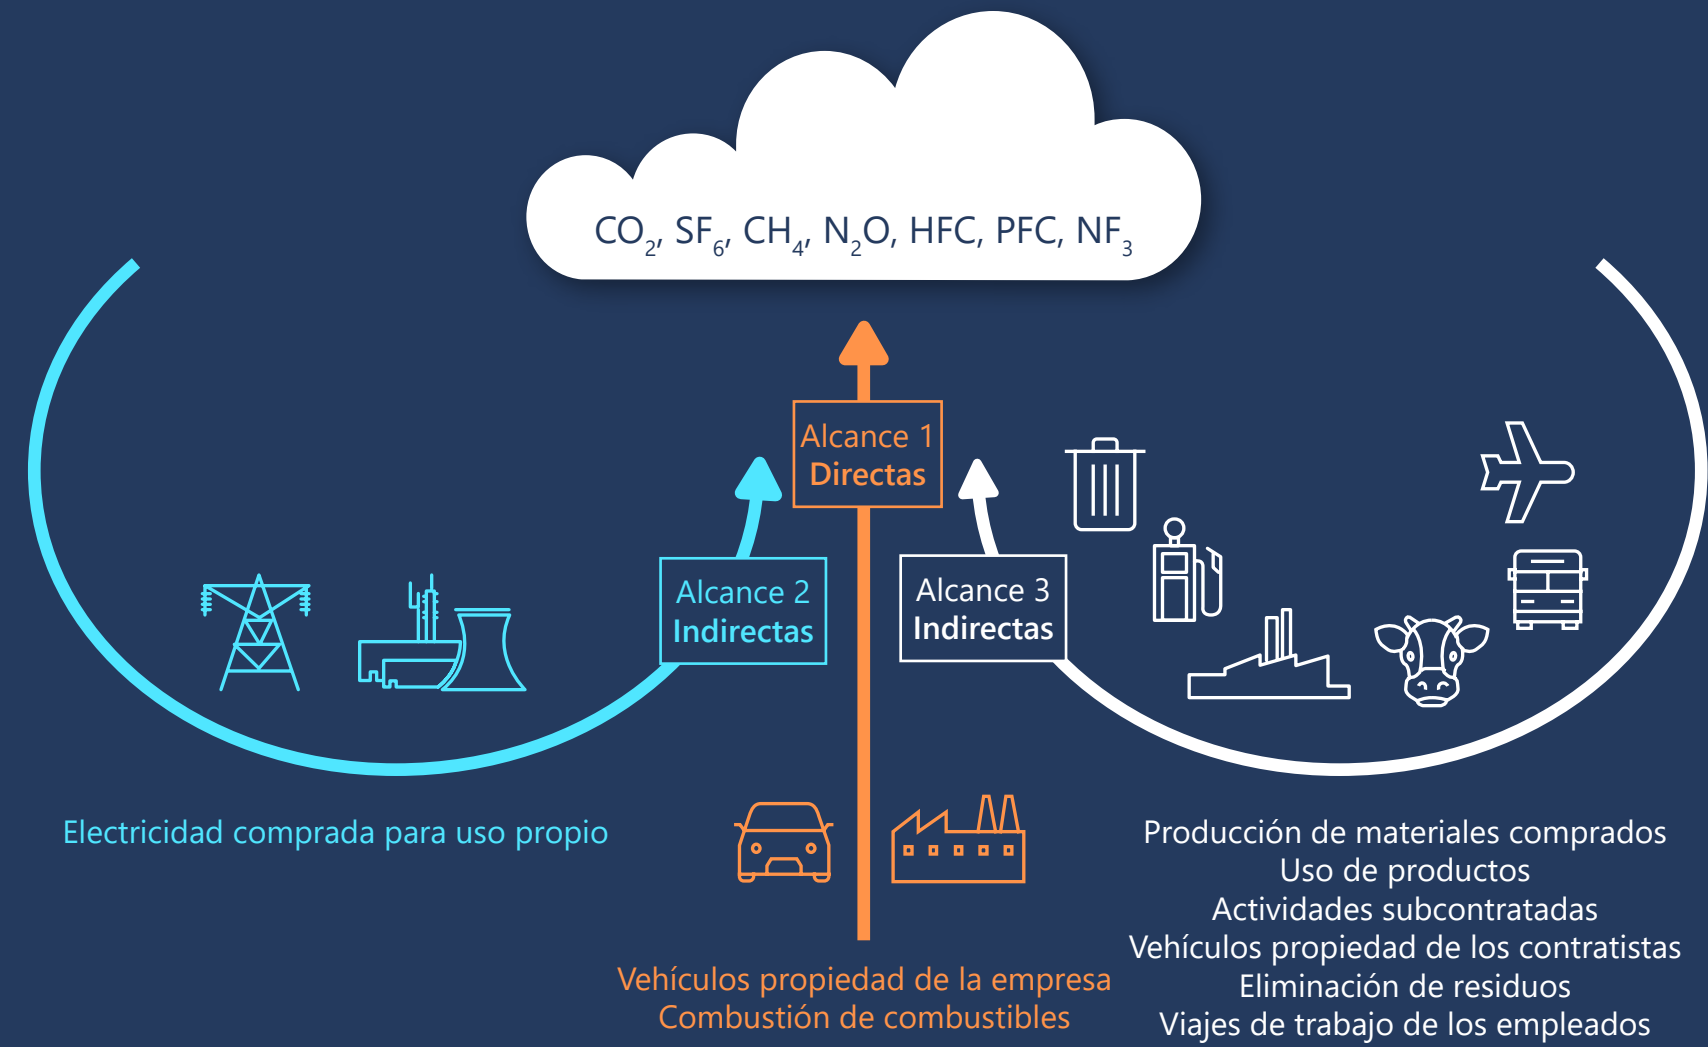 CO₂, SF₆, CH₄, N₂O, HFC, PFC, NF₃
Alcance 1
Directas
Alcance 2
Indirectas
Alcance 3
Indirectas
Electricidad comprada para uso propio
Vehículos propiedad de la empresa
Combustión de combustibles
Producción de materiales comprados
Uso de productos
Actividades subcontratadas
Vehículos propiedad de los contratistas
Eliminación de residuos
Viajes de trabajo de los empleados